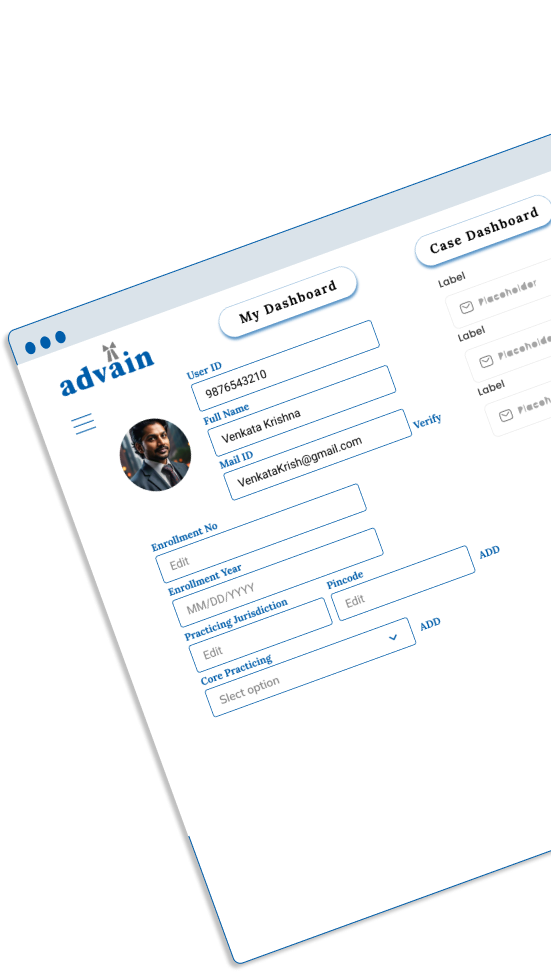 advain
My Dashboard
User ID
9876543210
Full Name
Venkata Krishna
Mail ID
VenkataKrish@gmail.com
Verify
Enrollment No
Edit
Enrollment Year
MM/DD/YYYY
Practicing Jurisdiction
Edit
Pincode
Edit
ADD
Core Practicing
Slect option
ADD
Case Dashboard
Label
Placeholder
Label
Placeholde
Label
Placeho